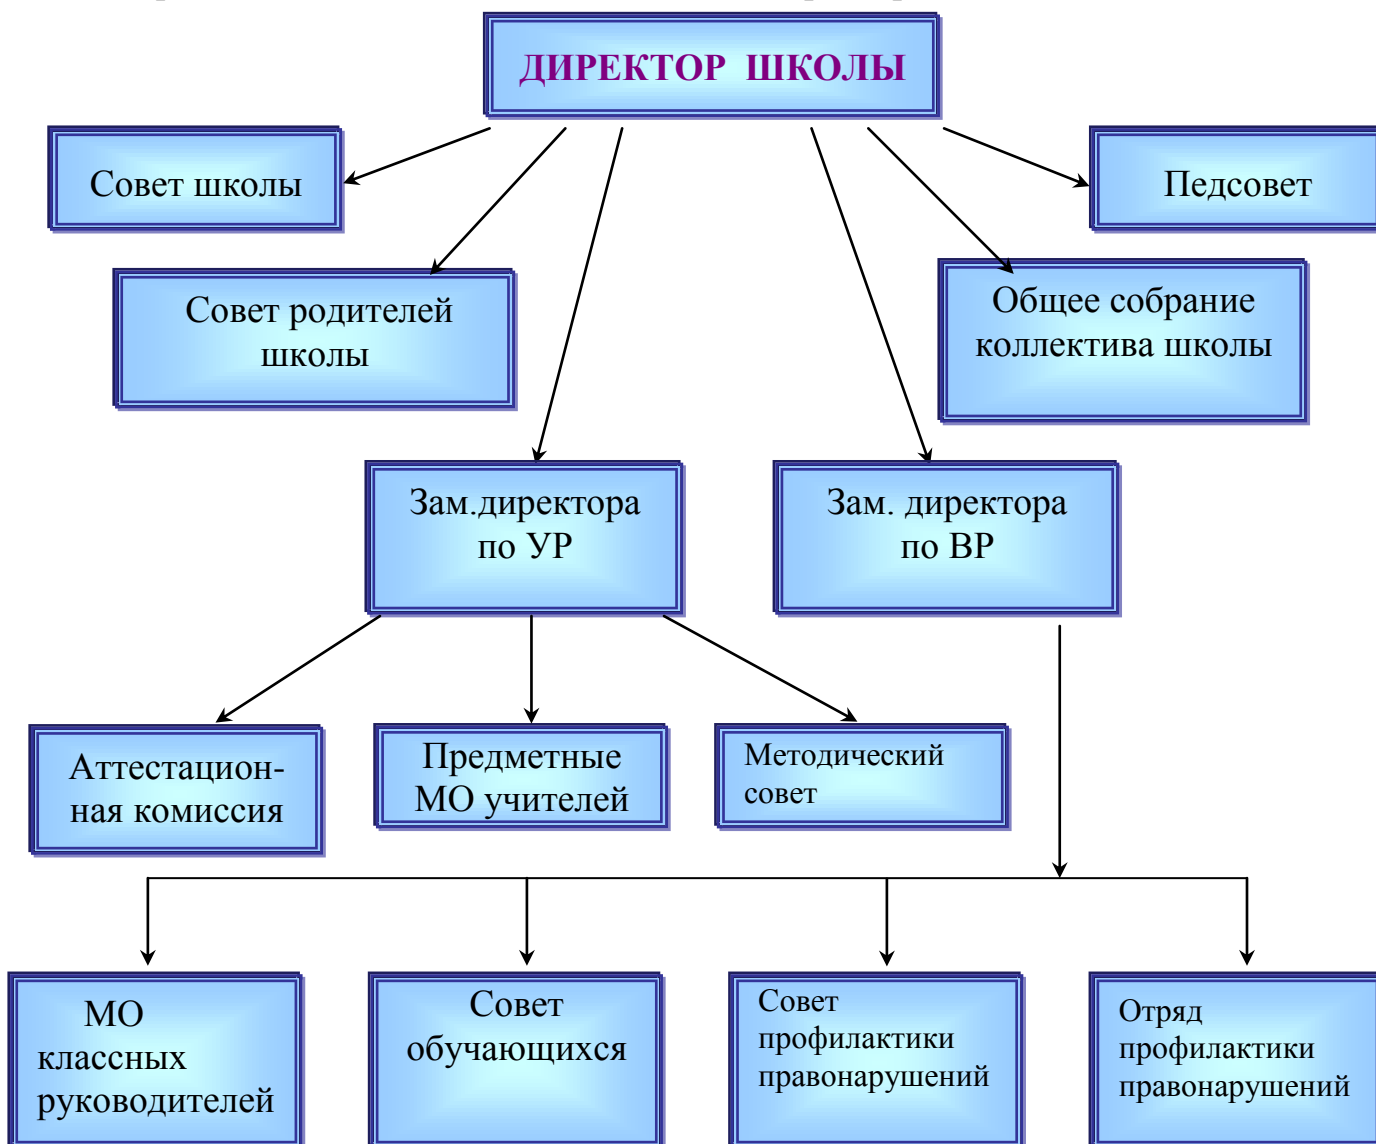 ДИРЕКТОР ШКОЛЫ
Совет школы
Педсовет
Совет родителей
школы
Общее собрание
коллектива школы
Зам.директора
по УР
Зам. директора
по ВР
Аттестацион-
ная комиссия
Предметные
МО учителей
Методический
совет
МО
классных
руководителей
Совет
обучающихся
Совет
профилактики
правонарушений
Отряд
профилактики
правонарушений